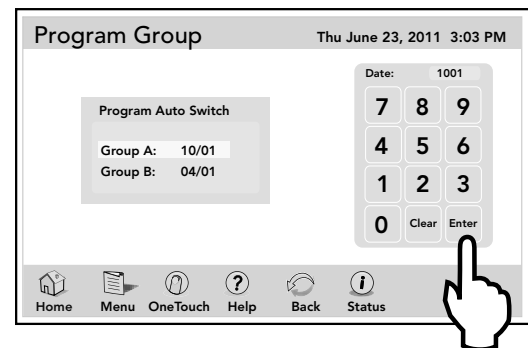 Program Group Thu June 23, 2011 3:03 PM
Program Auto Switch
Group A: 10/01
Group B: 04/01
Date: 1001
7 8 9
4 5 6
1 2 3
0 Clear Enter
Home Menu OneTouch Help Back Status